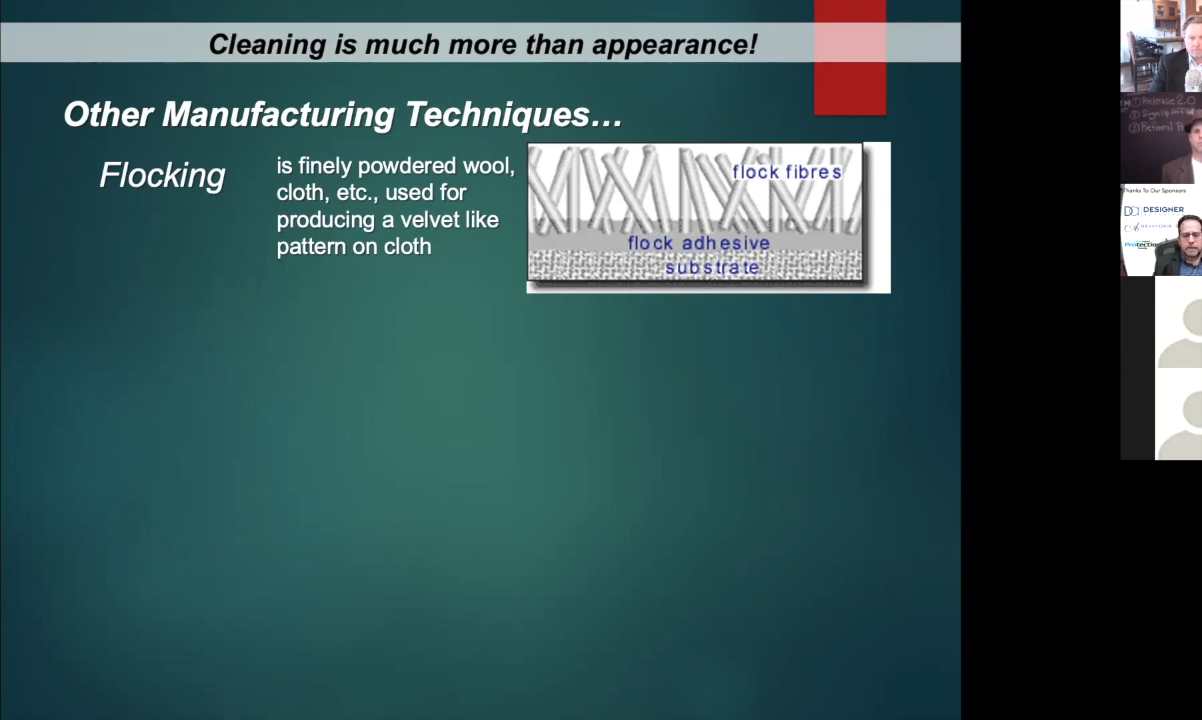 Cleaning is much more than appearance!
Other Manufacturing Techniques...
Flocking
is finely powdered wool,
cloth, etc., used for
producing a velvet like
pattern on cloth
flock fibres
flock adhesive
substrate
Thanks To Our Sponsors
DESIGNER